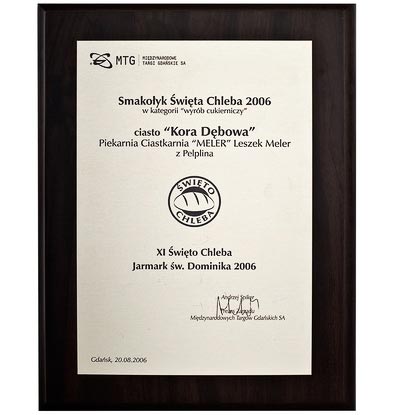 MTG MIĘDZYNARODOWE
TARGI GDAŃSKIE SA
Smakołyk Święta Chleba 2006
w kategorii "wyrób cukierniczy"
ciasto "Kora Dębowa"
Piekarnia Ciastkarnia "MELER" Leszek Meler
z Pelplina
ŚWIĘTO
CHLEBA
XI Święto Chleba
Jarmark św. Dominika 2006
Andrzej Spiker
Prezes Zarządu
Międzynarodowych Targów Gdańskich SA
Gdańsk, 20.08.2006